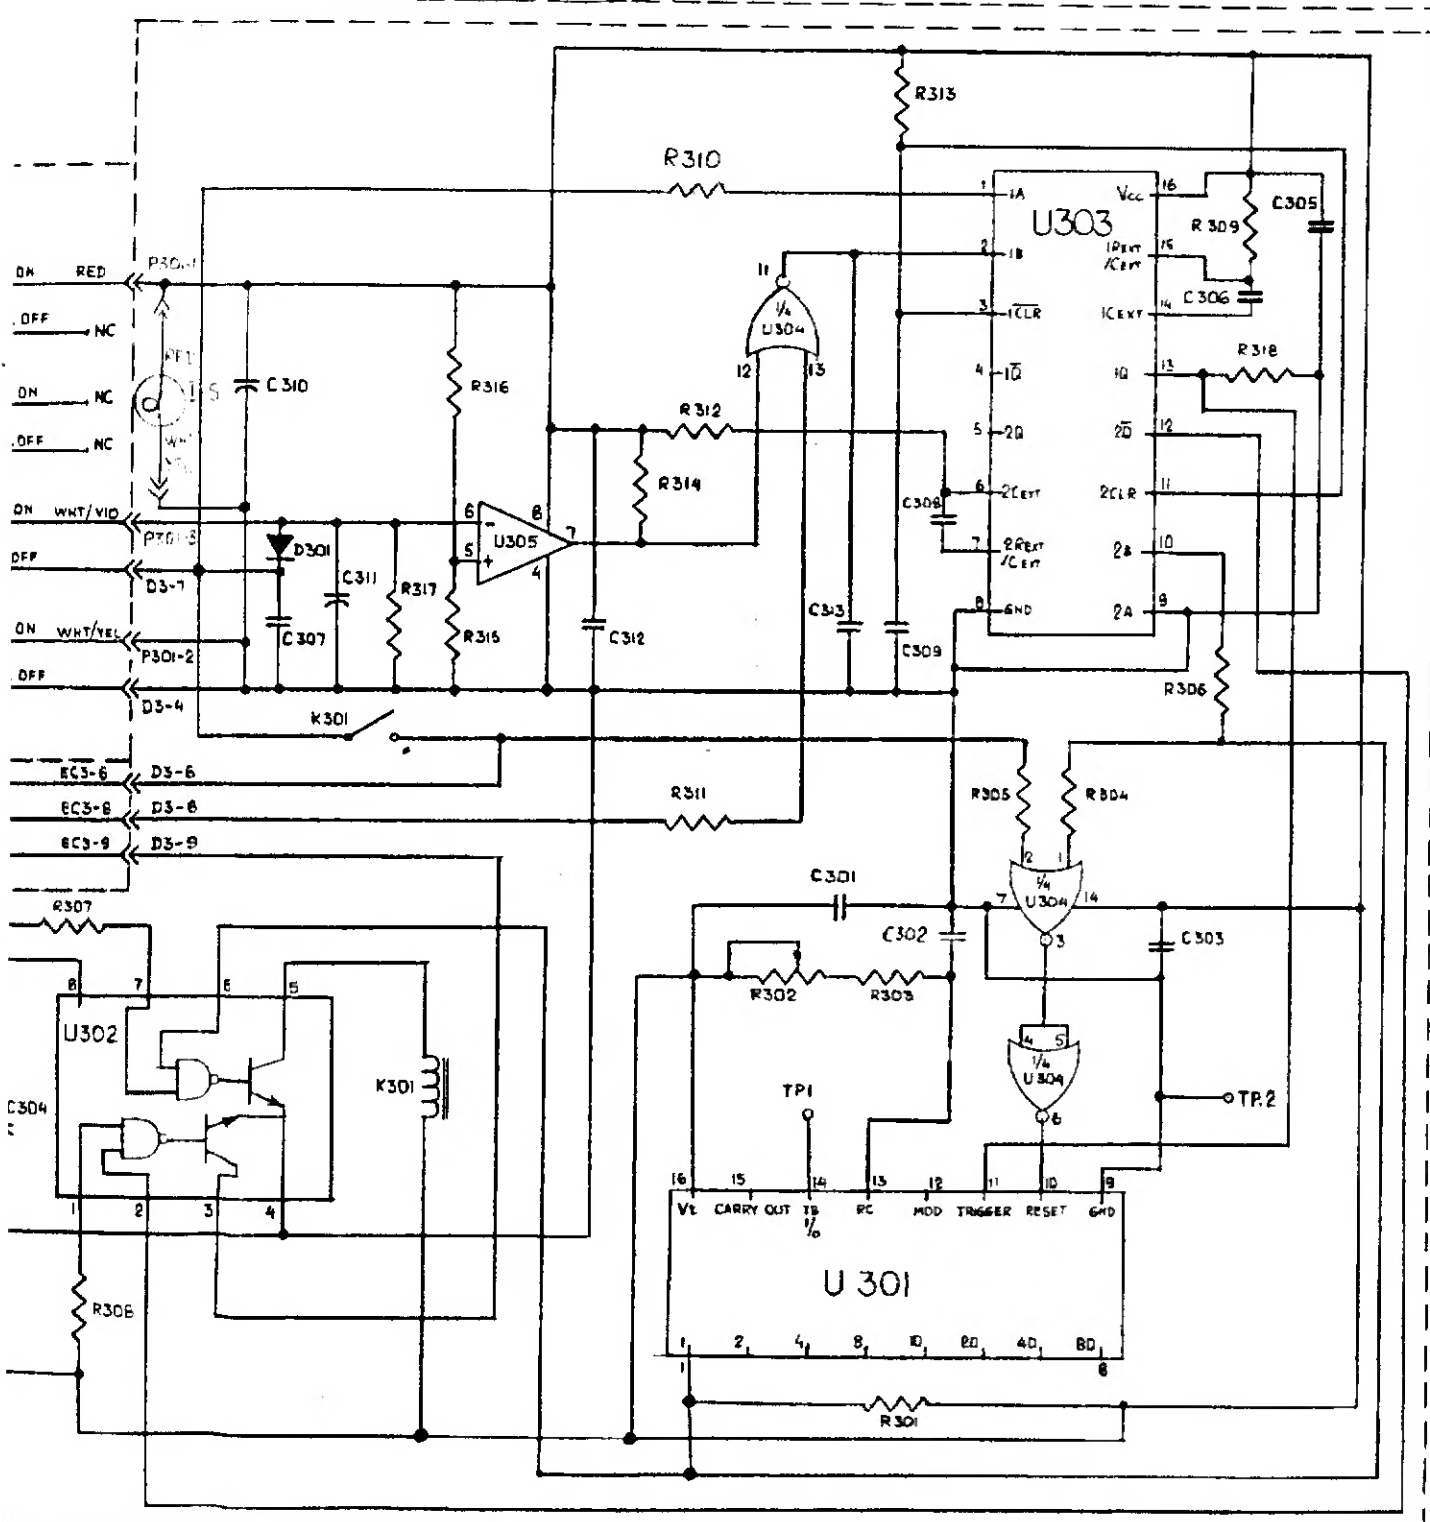 R313
R310
1 1A
U303
Vcc 16
R309
C305
ON RED P301-1
2 1B
1REXT /CEXT 15
11
1/4 U304
12 13
OFF NC
3 1CLR
1CEXT 14
C306
R316
C310
ON NC
4 1Q
1Q 13
R318
R312
OFF NC
5 2Q
2Q 12
R314
6 2CEXT
2CLR 11
C308
ON WHT/VIO P301-3
6 -
8
U305
7
5 +
4
D301
7 2REXT /CEXT
2B 10
OFF D3-7
C311
R317
C307
R315
C312
C313
C309
8 GND
2A 9
ON WHT/YEL P301-2
OFF D3-4
R306
K301
EC3-6 D3-6
R305
R304
EC3-8 D3-8
R311
EC3-9 D3-9
C301
2 1
1/4 U304
7 14
3
R307
C302
C303
R302
R303
8 7 6 5
U302
4 5
1/4 U304
6
K301
C304
TP1
TP.2
1 2 3 4
16 15 14 13 12 11 10 9
Vt CARRY OUT TB I/O RC MOD TRIGGER RESET GND
U 301
R308
1 2 4 8 10 20 40 80
1 8
R301